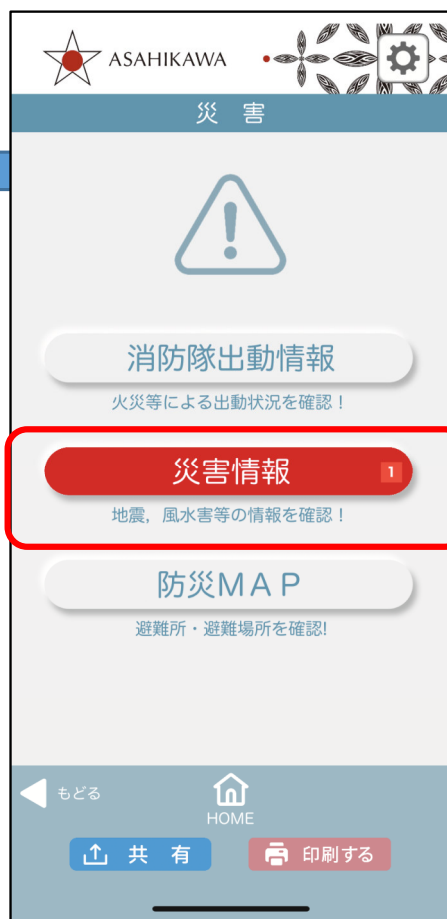 ASAHIKAWA
災 害
消防隊出動情報
火災等による出動状況を確認！
災害情報 1
地震，風水害等の情報を確認！
防災ＭＡＰ
避難所・避難場所を確認!
もどる
HOME
共 有
印刷する